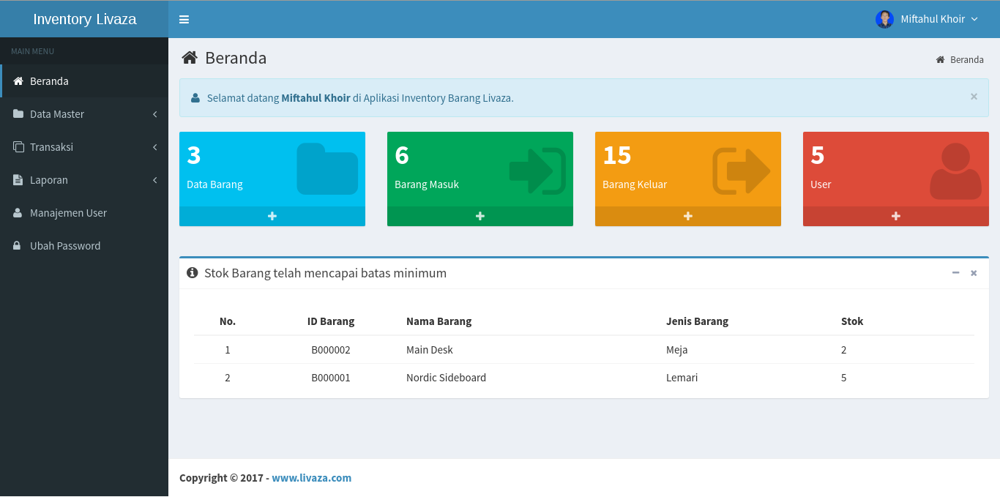 Inventory Livaza
Miftahul Khoir
MAIN MENU
Beranda
Data Master
Transaksi
Laporan
Manajemen User
Ubah Password
Beranda
Beranda
Selamat datang Miftahul Khoir di Aplikasi Inventory Barang Livaza.
×
3
Data Barang
6
Barang Masuk
15
Barang Keluar
5
User
Stok Barang telah mencapai batas minimum
No. ID Barang Nama Barang Jenis Barang Stok
1 B000002 Main Desk Meja 2
2 B000001 Nordic Sideboard Lemari 5
Copyright © 2017 - www.livaza.com